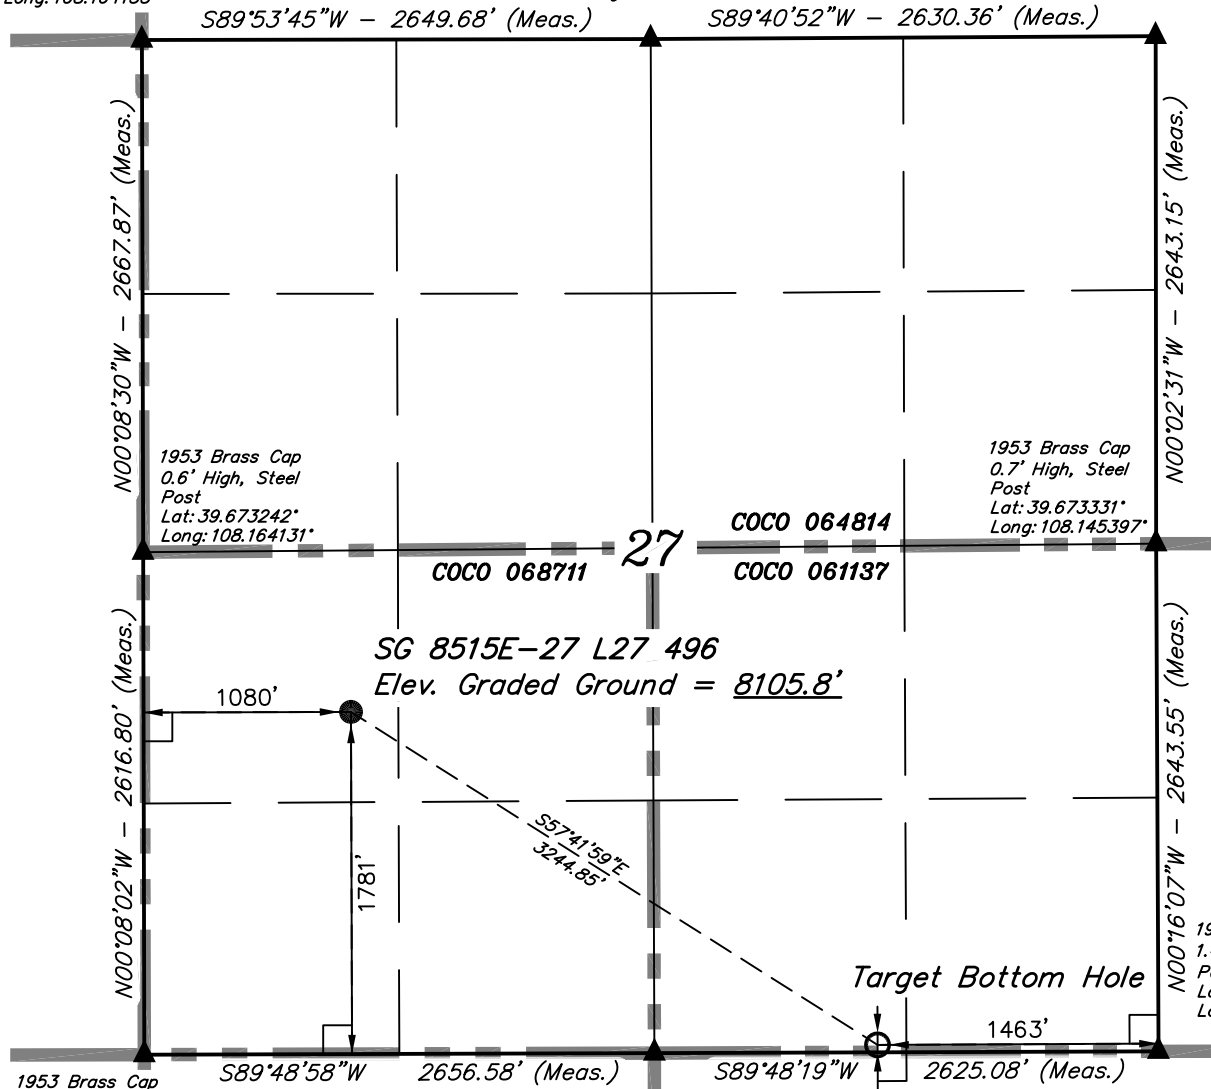 S89°53'45"W - 2649.68' (Meas.)
S89°40'52"W - 2630.36' (Meas.)
N00°08'30"W - 2667.87' (Meas.)
N00°02'31"W - 2643.15' (Meas.)
1953 Brass Cap
0.6' High, Steel
Post
Lat: 39.673242°
Long: 108.164131°
1953 Brass Cap
0.7' High, Steel
Post
Lat: 39.673331°
Long: 108.145397°
COCO 064814
27
COCO 068711
COCO 061137
SG 8515E-27 L27 496
Elev. Graded Ground = 8105.8'
1080'
N00°08'02"W - 2616.80' (Meas.)
N00°16'07"W - 2643.55' (Meas.)
S57°41'59"E
3244.85'
1781'
Target Bottom Hole
1463'
S89°48'58"W 2656.58' (Meas.)
S89°48'19"W 2625.08' (Meas.)
1953 Brass Cap